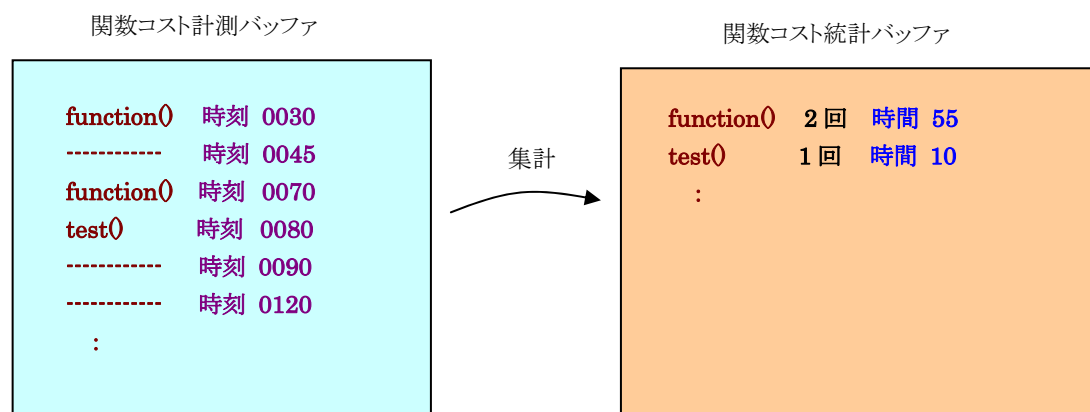 関数コスト計測バッファ
function() 時刻 0030
------------ 時刻 0045
function() 時刻 0070
test() 時刻 0080
------------ 時刻 0090
------------ 時刻 0120
:
集計
関数コスト統計バッファ
function() 2回 時間 55
test() 1回 時間 10
: